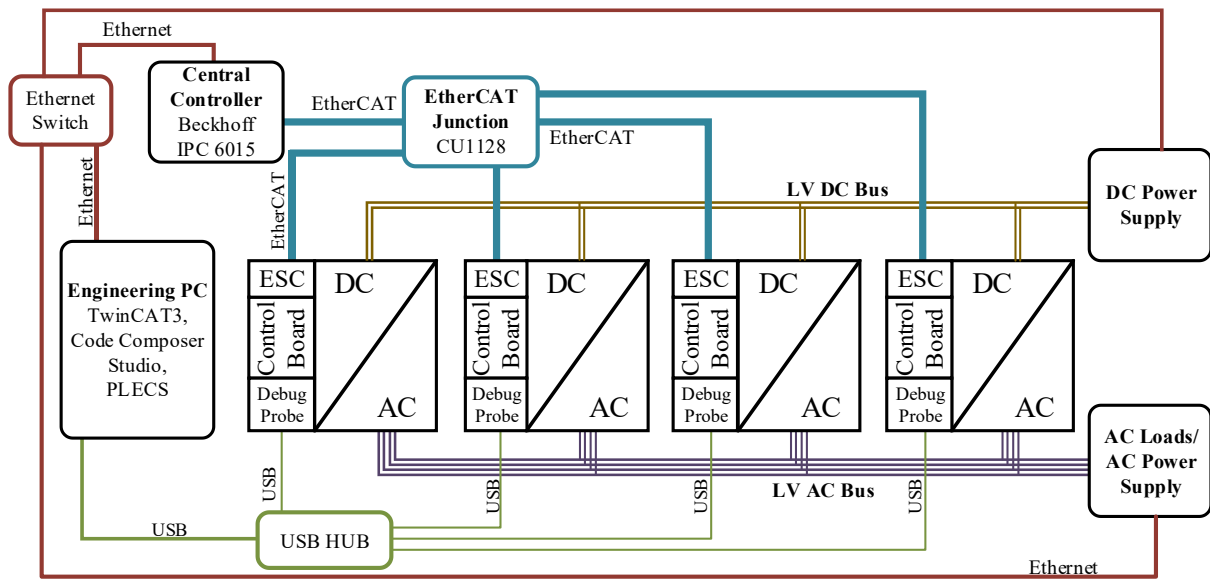 Ethernet
Ethernet
Switch
Central
Controller
Beckhoff
IPC 6015
EtherCAT
EtherCAT
Junction
CU1128
EtherCAT
Ethernet
EtherCAT
LV DC Bus
DC Power
Supply
Engineering PC
TwinCAT3,
Code Composer
Studio,
PLECS
ESC
Control
Board
Debug
Probe
DC
AC
ESC
Control
Board
Debug
Probe
DC
AC
ESC
Control
Board
Debug
Probe
DC
AC
ESC
Control
Board
Debug
Probe
DC
AC
AC Loads/
AC Power
Supply
LV AC Bus
USB
USB
USB
USB
USB
USB HUB
Ethernet